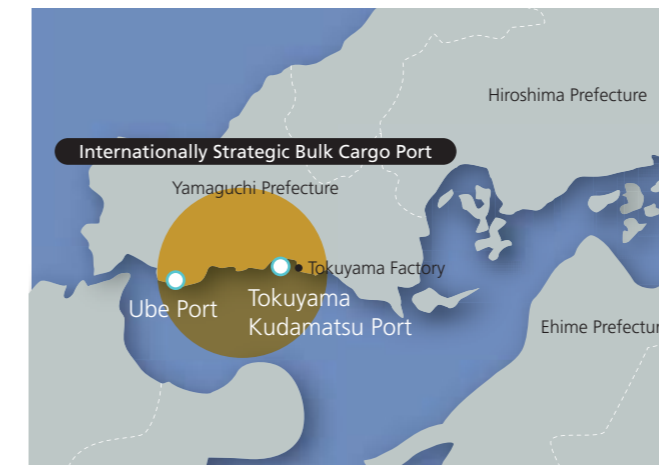 Hiroshima Prefecture
Internationally Strategic Bulk Cargo Port
Yamaguchi Prefecture
Tokuyama Factory
Ube Port
Tokuyama
Kudamatsu Port
Ehime Prefectur